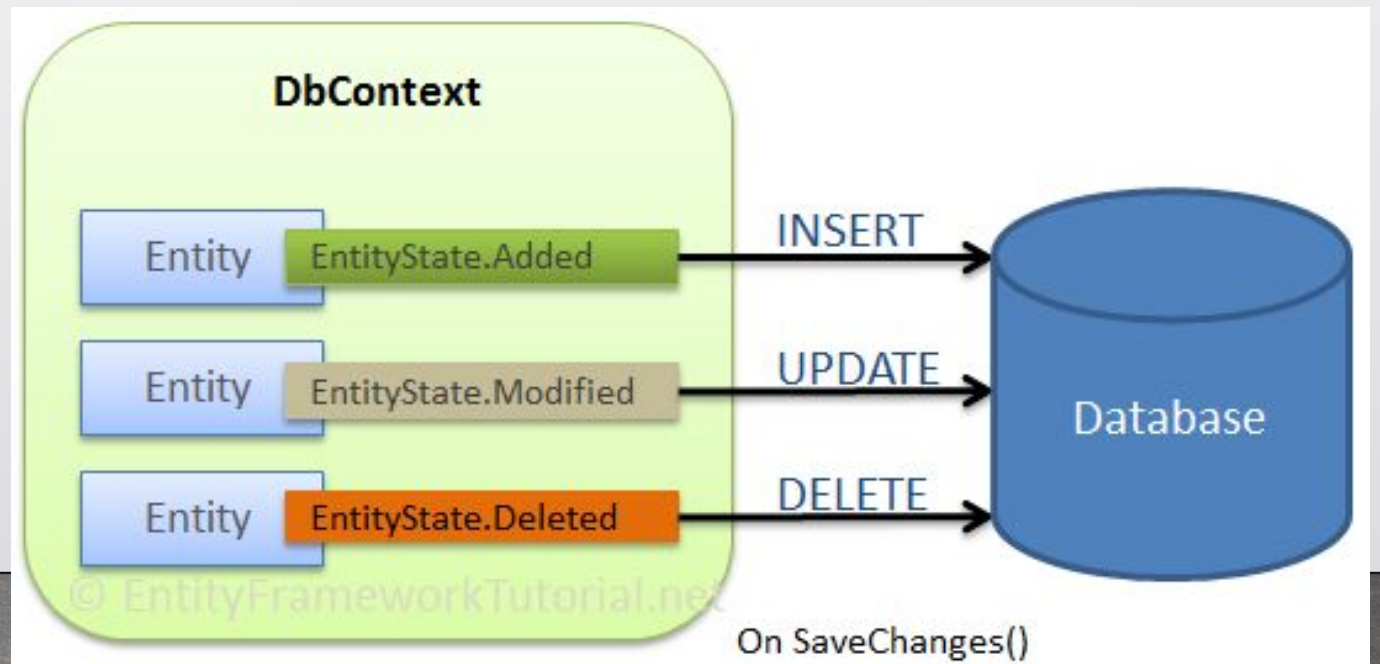 DbContext
Entity EntityState.Added INSERT
Entity EntityState.Modified UPDATE
Entity EntityState.Deleted DELETE
Database
© EntityFrameworkTutorial.net
On SaveChanges()